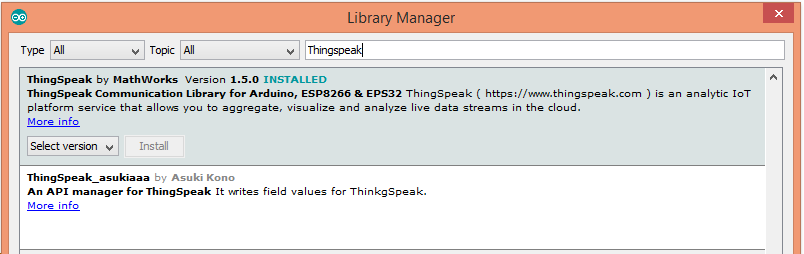 Library Manager
Type All Topic All Thingspeak
ThingSpeak by MathWorks Version 1.5.0 INSTALLED
ThingSpeak Communication Library for Arduino, ESP8266 & EPS32 ThingSpeak ( https://www.thingspeak.com ) is an analytic IoT
platform service that allows you to aggregate, visualize and analyze live data streams in the cloud.
More info
Select version Install
ThingSpeak_asukiaaa by Asuki Kono
An API manager for ThingSpeak It writes field values for ThinkgSpeak.
More info